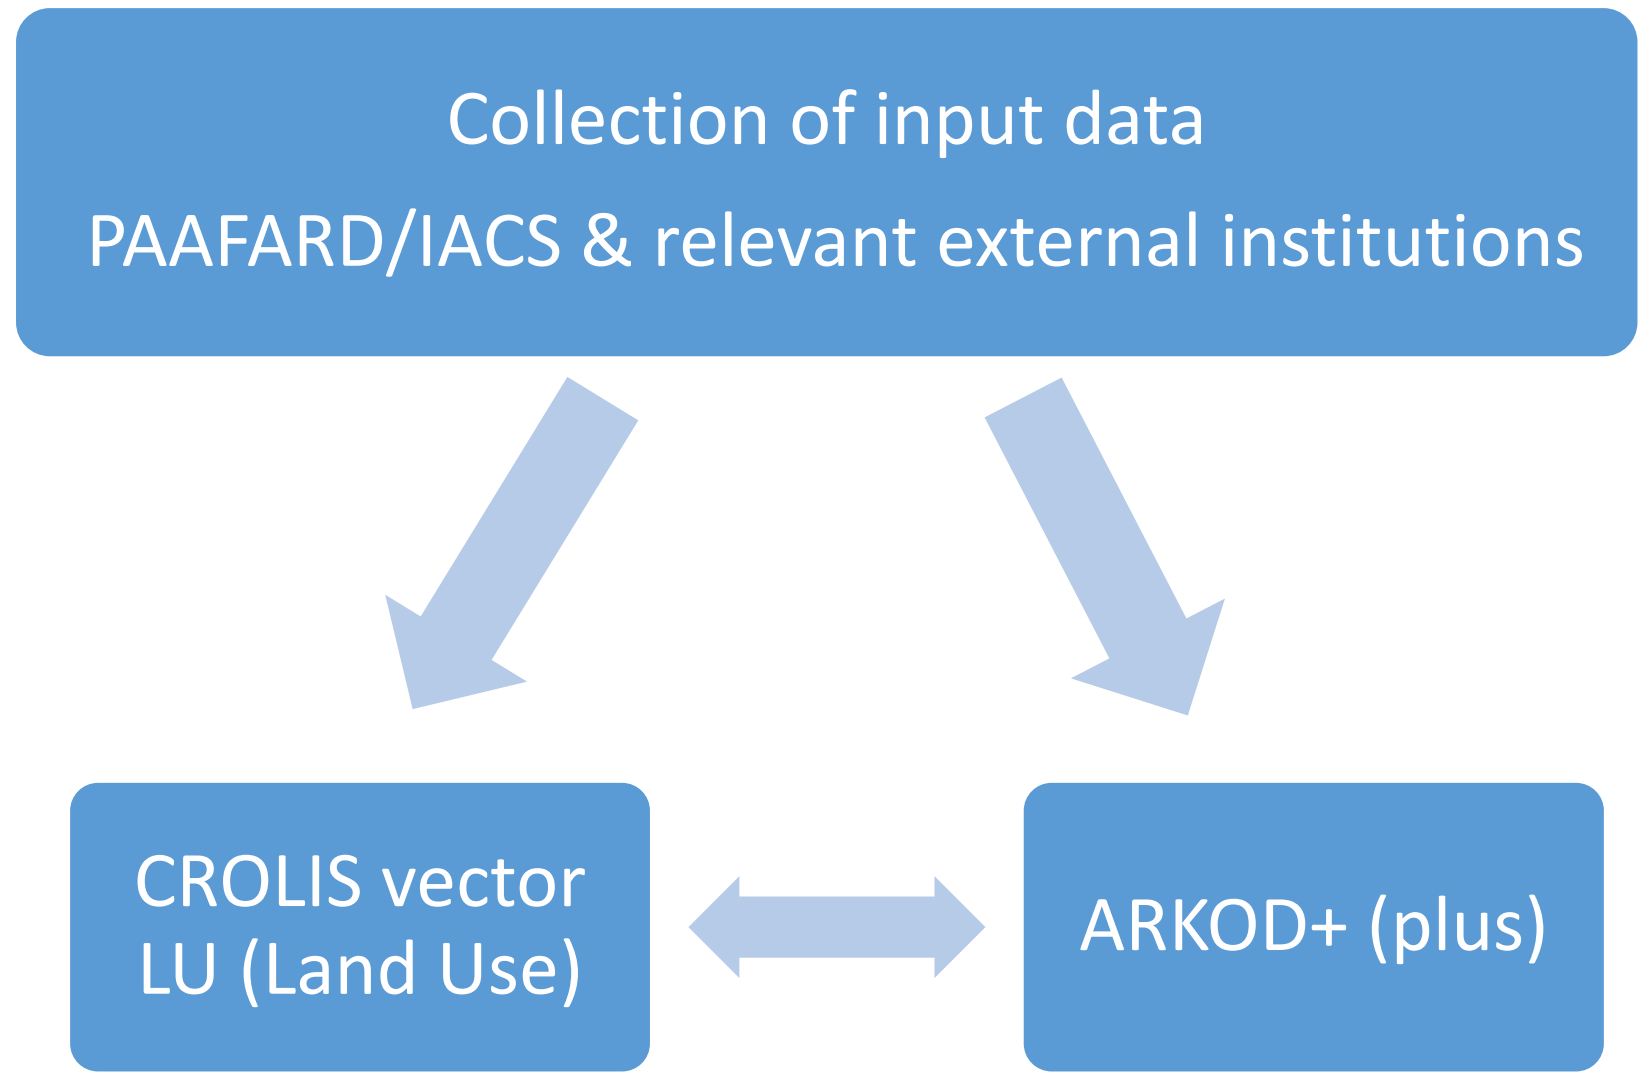 Collection of input data
PAAFARD/IACS & relevant external institutions
CROLIS vector
LU (Land Use)
ARKOD+ (plus)